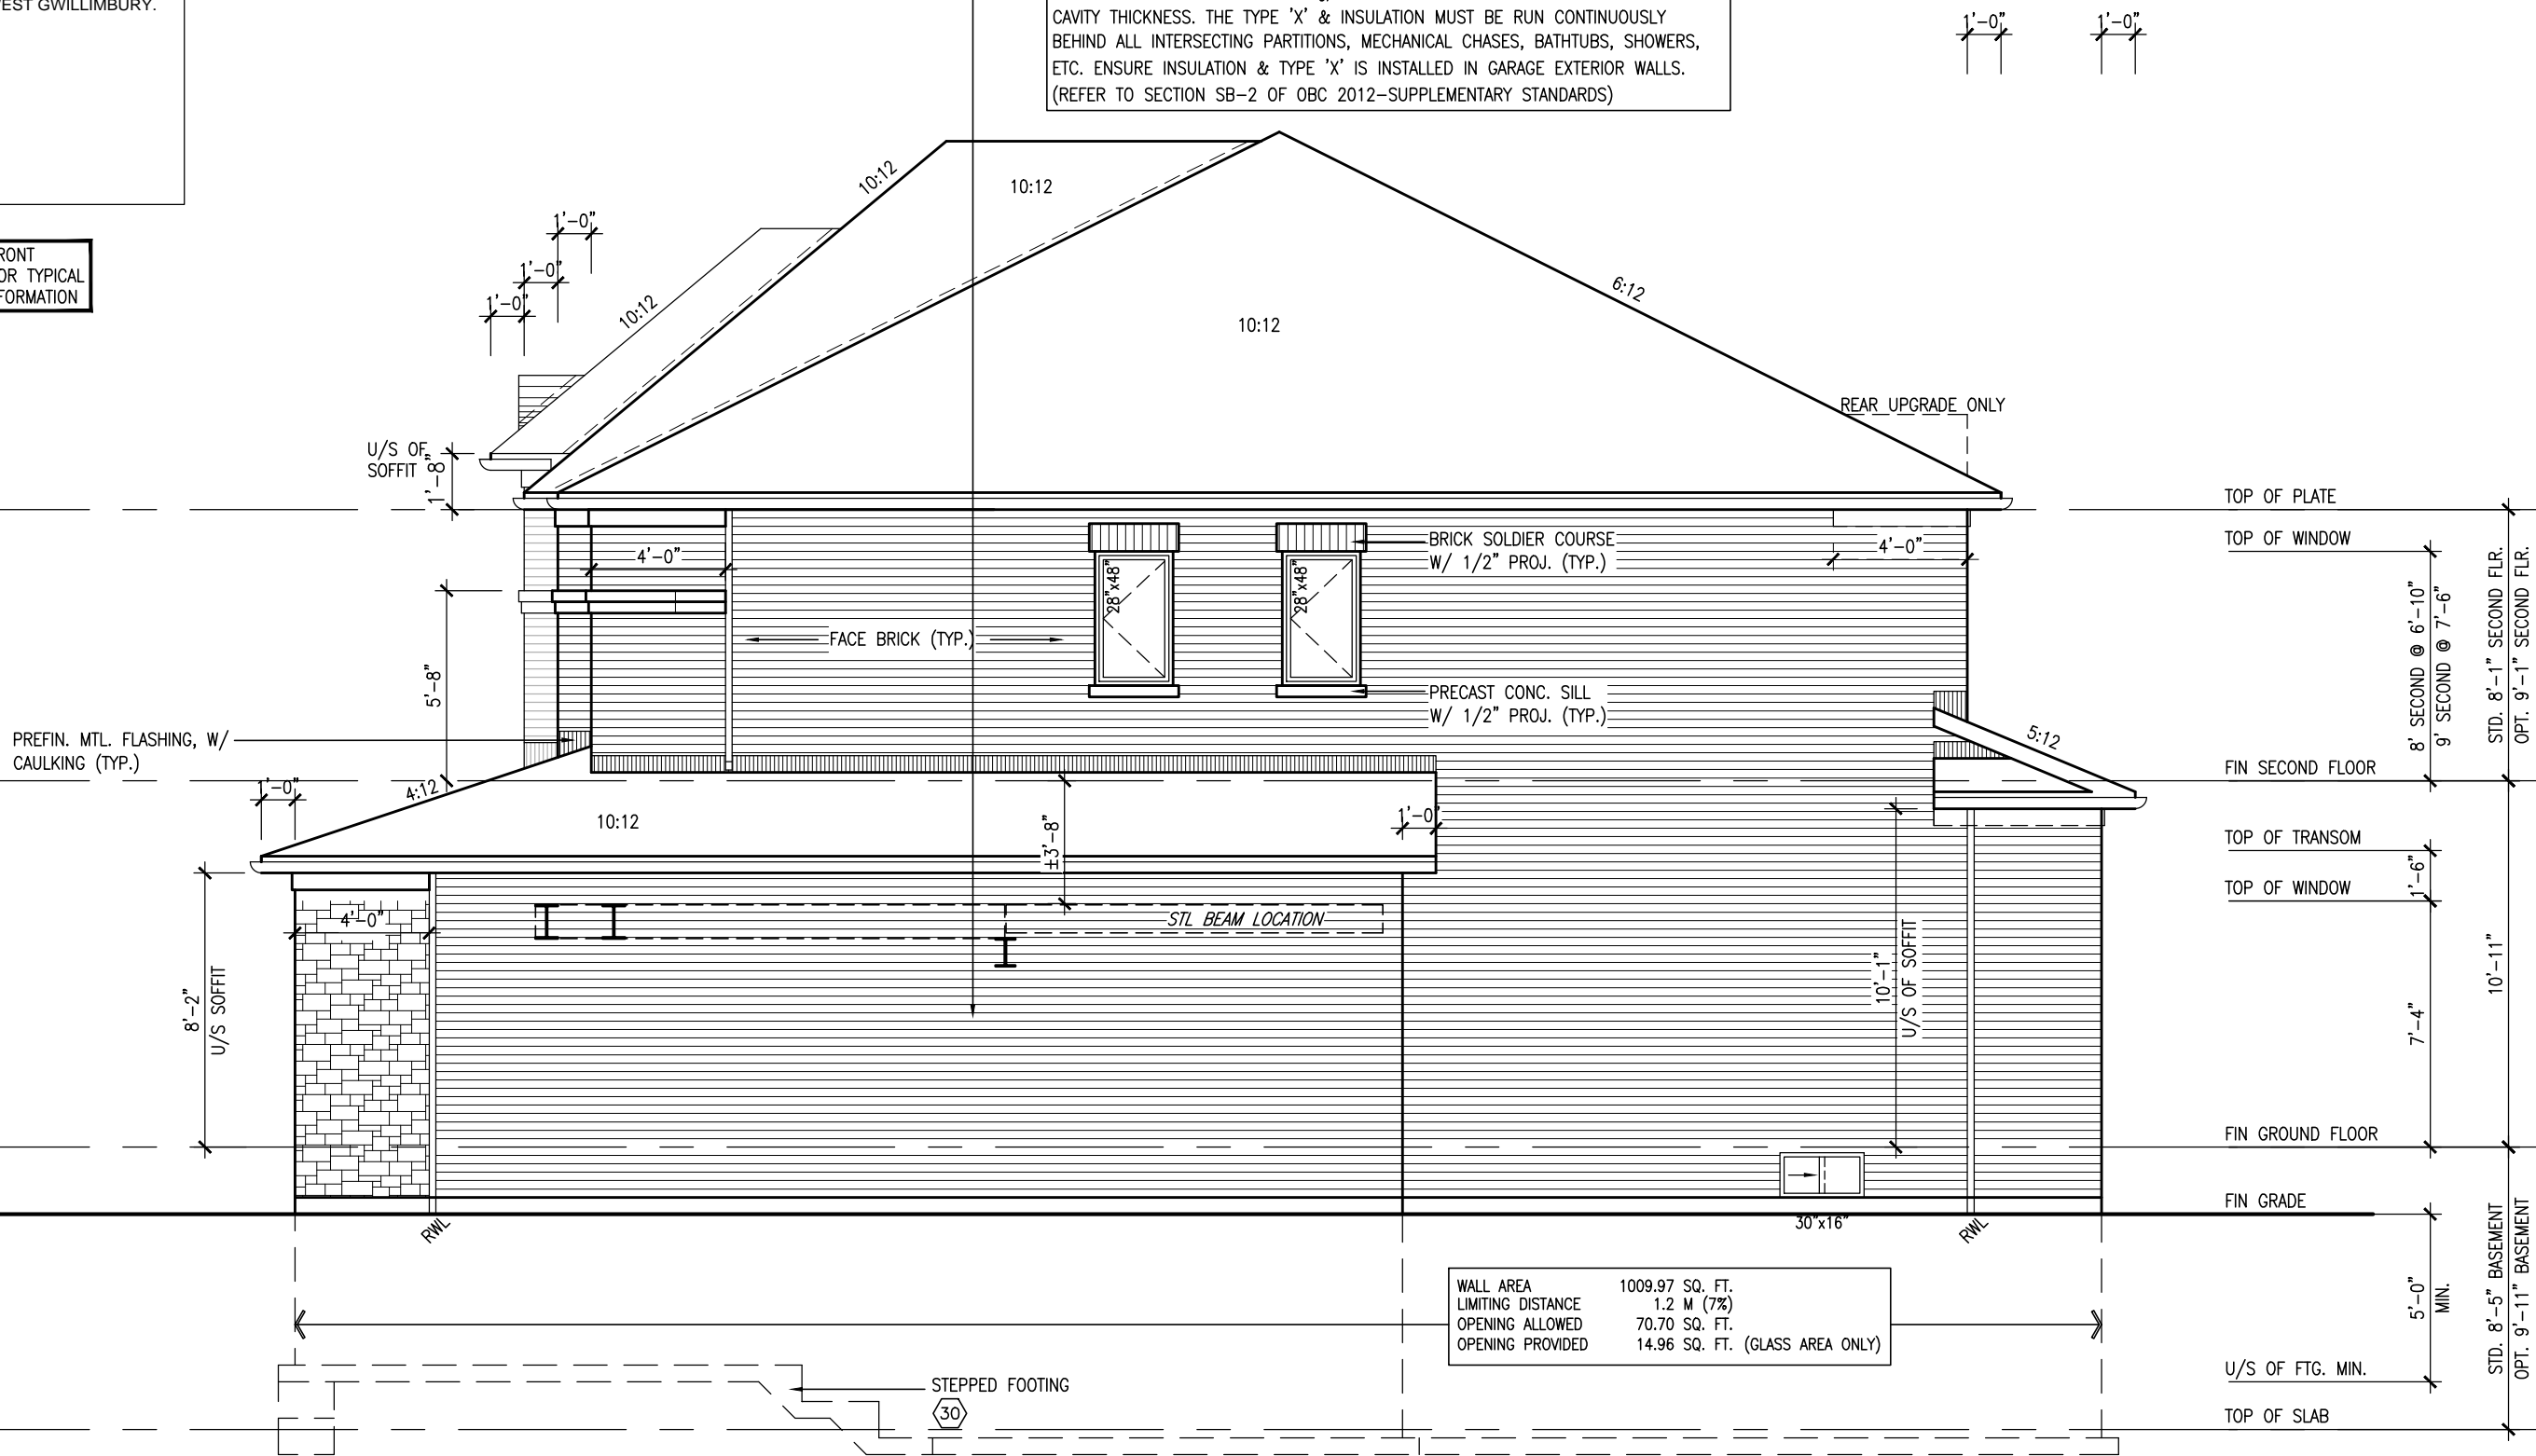 EST GWILLIMBURY.
CAVITY THICKNESS. THE TYPE 'X' & INSULATION MUST BE RUN CONTINUOUSLY
BEHIND ALL INTERSECTING PARTITIONS, MECHANICAL CHASES, BATHTUBS, SHOWERS,
ETC. ENSURE INSULATION & TYPE 'X' IS INSTALLED IN GARAGE EXTERIOR WALLS.
(REFER TO SECTION SB-2 OF OBC 2012-SUPPLEMENTARY STANDARDS)
1'-0"
1'-0"
RONT
OR TYPICAL
FORMATION
1'-0"
1'-0"
1'-0"
10:12
10:12
10:12
10:12
6:12
REAR UPGRADE ONLY
U/S OF
SOFFIT
1'-8"
TOP OF PLATE
TOP OF WINDOW
4'-0"
28"x48"
28"x48"
BRICK SOLDIER COURSE
W/ 1/2" PROJ. (TYP.)
4'-0"
FACE BRICK (TYP.)
5'-8"
PRECAST CONC. SILL
W/ 1/2" PROJ. (TYP.)
8' SECOND @ 6'-10"
9' SECOND @ 7'-6"
STD. 8'-1" SECOND FLR.
OPT. 9'-1" SECOND FLR.
PREFIN. MTL. FLASHING, W/
CAULKING (TYP.)
5:12
FIN SECOND FLOOR
1'-0"
4:12
10:12
±3'-8"
1'-0"
TOP OF TRANSOM
1'-6"
TOP OF WINDOW
4'-0"
STL BEAM LOCATION
8'-2"
U/S SOFFIT
10'-1"
U/S OF SOFFIT
7'-4"
10'-11"
FIN GROUND FLOOR
FIN GRADE
RWL
30"x16"
RWL
WALL AREA 1009.97 SQ. FT.
LIMITING DISTANCE 1.2 M (7%)
OPENING ALLOWED 70.70 SQ. FT.
OPENING PROVIDED 14.96 SQ. FT. (GLASS AREA ONLY)
5'-0"
MIN.
STD. 8'-5" BASEMENT
OPT. 9'-11" BASEMENT
STEPPED FOOTING
30
U/S OF FTG. MIN.
TOP OF SLAB